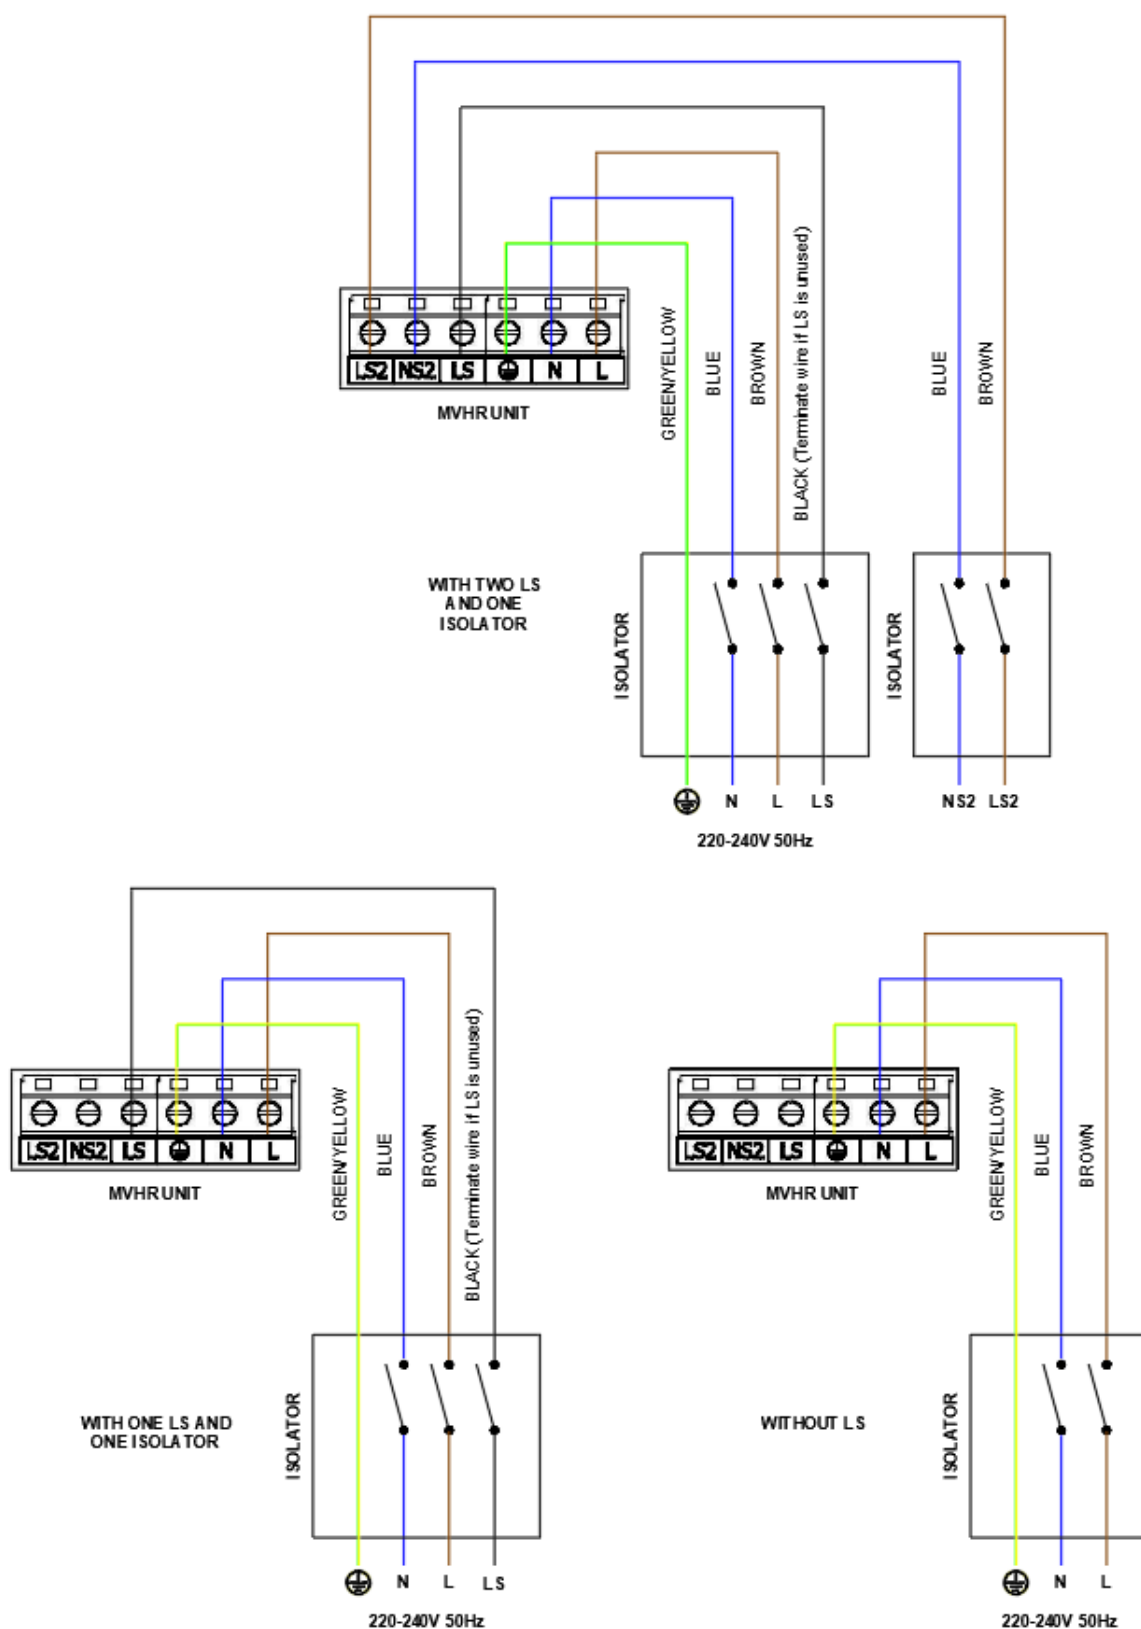 GREEN/YELLOW
BLUE
BROWN
BLACK (Terminate wire if LS is unused)
BLUE
BROWN
LS2 NS2 LS N L
MVHR UNIT
WITH TWO LS
AND ONE
ISOLATOR
ISOLATOR
ISOLATOR
N L LS
NS2 LS2
220-240V 50Hz
GREEN/YELLOW
BLUE
BROWN
BLACK (Terminate wire if LS is unused)
LS2 NS2 LS N L
MVHR UNIT
WITH ONE LS AND
ONE ISOLATOR
ISOLATOR
N L LS
220-240V 50Hz
GREEN/YELLOW
BLUE
BROWN
LS2 NS2 LS N L
MVHR UNIT
WITHOUT LS
ISOLATOR
N L
220-240V 50Hz